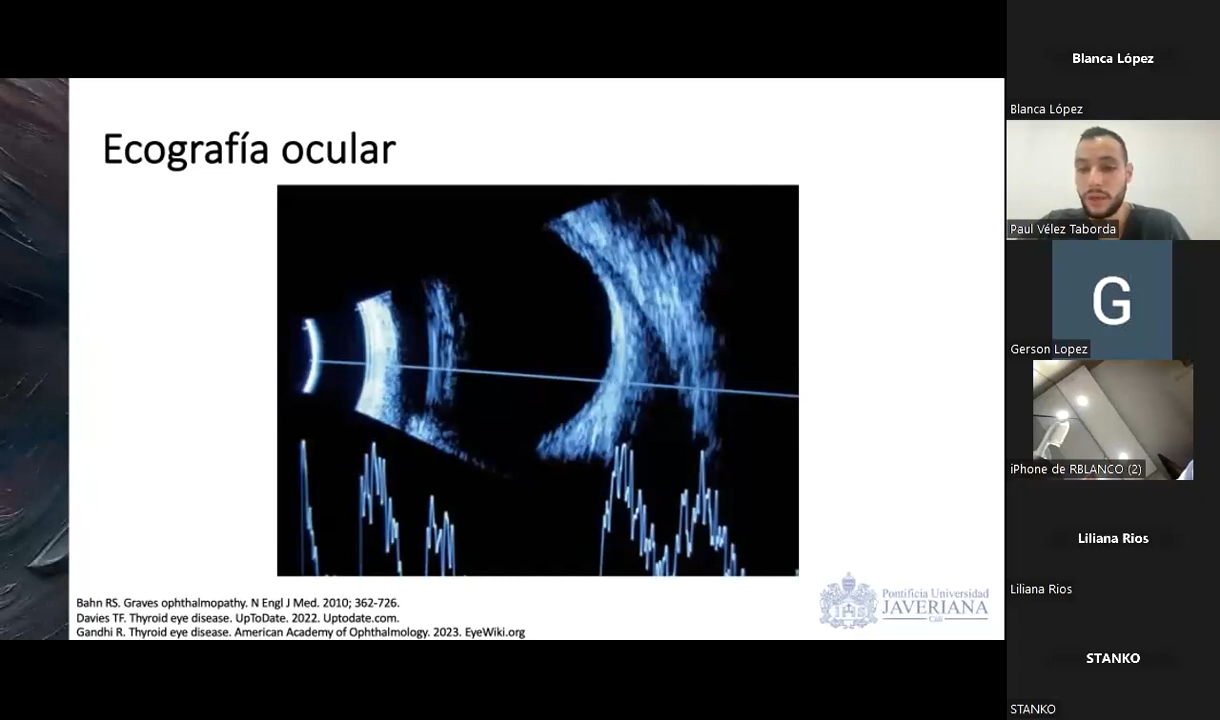 Ecografía ocular
Bahn RS. Graves ophthalmopathy. N Engl J Med. 2010; 362-726.
Davies TF. Thyroid eye disease. UpToDate. 2022. Uptodate.com.
Gandhi R. Thyroid eye disease. American Academy of Ophthalmology. 2023. EyeWiki.org
IHS
Pontificia Universidad
JAVERIANA
Cali
Blanca López
Blanca López
Paul Vélez Taborda
G
Gerson Lopez
iPhone de RBLANCO (2)
Liliana Rios
Liliana Rios
STANKO
STANKO